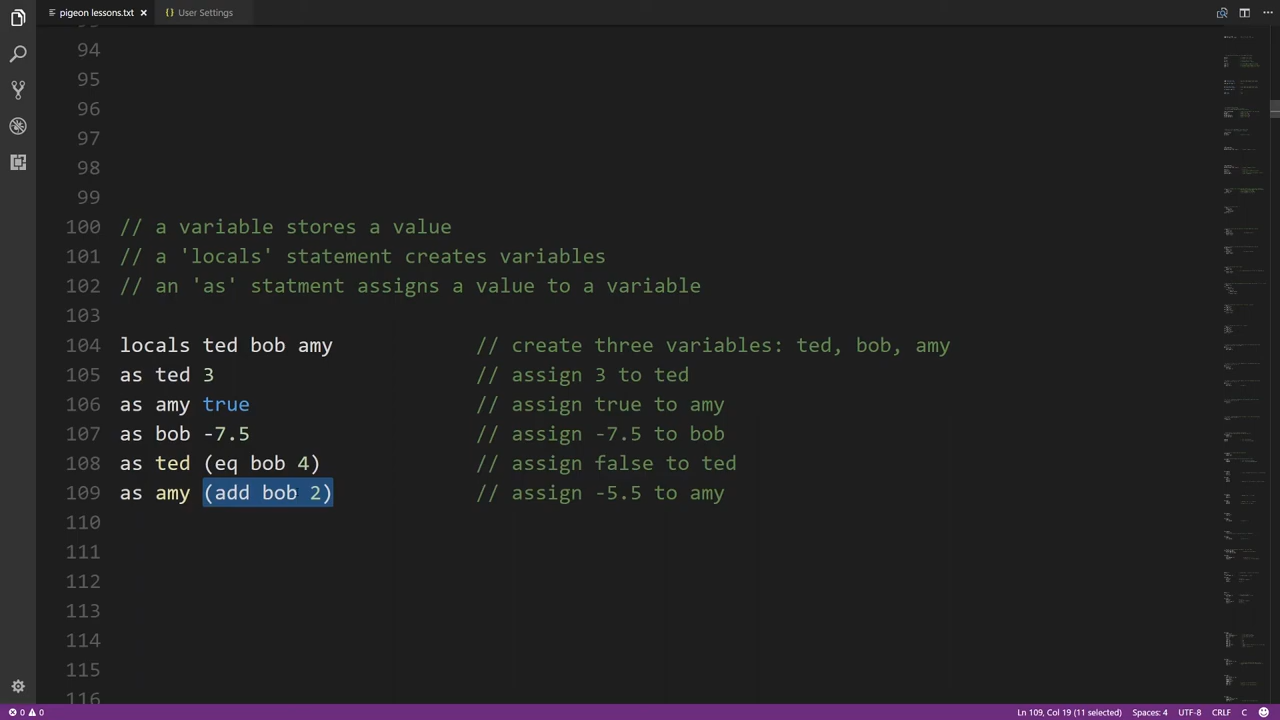 pigeon lessons.txt
{} User Settings
94
95
96
97
98
99
100 // a variable stores a value
101 // a 'locals' statement creates variables
102 // an 'as' statment assigns a value to a variable
103
104 locals ted bob amy // create three variables: ted, bob, amy
105 as ted 3 // assign 3 to ted
106 as amy true // assign true to amy
107 as bob -7.5 // assign -7.5 to bob
108 as ted (eq bob 4) // assign false to ted
109 as amy (add bob 2) // assign -5.5 to amy
110
111
112
113
114
115
116
0 0 Ln 109, Col 19 (11 selected) Spaces: 4 UTF-8 CRLF C